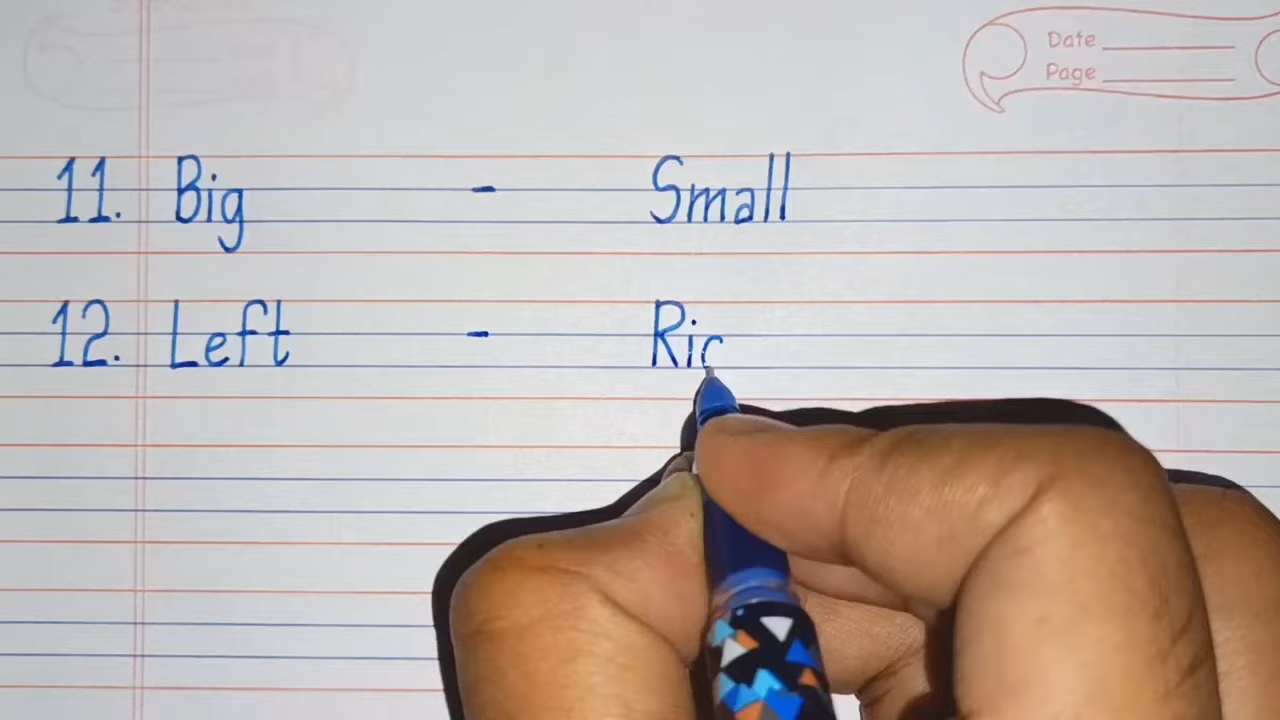 Date
Page
11. Big - Small
12. Left - Ric